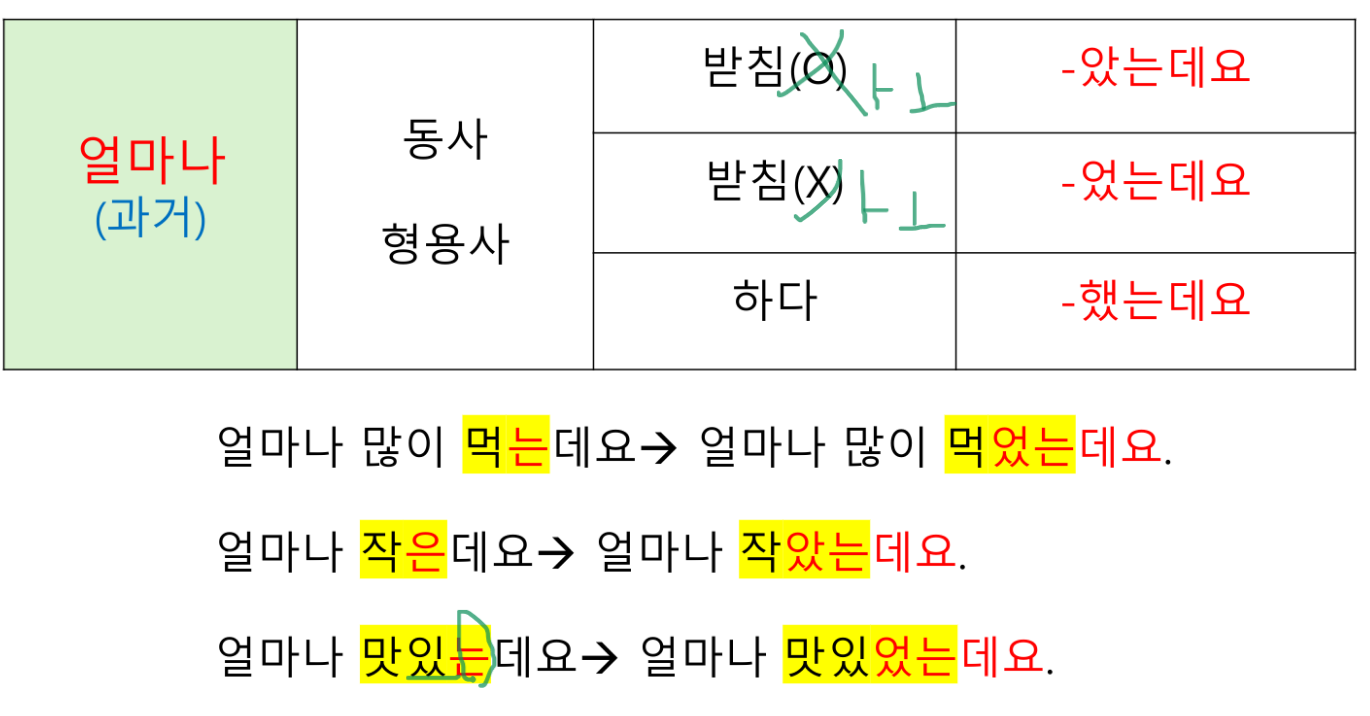 얼마나
(과거)
동사
형용사
받침(O) ㅏㅗ
-았는데요
받침(X) ㅏㅗ
-었는데요
하다
-했는데요
얼마나 많이 먹는데요→ 얼마나 많이 먹었는데요.
얼마나 작은데요→ 얼마나 작았는데요.
얼마나 맛있는데요→ 얼마나 맛있었는데요.